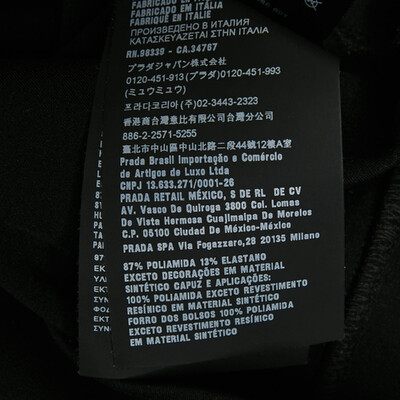 FABRICADO EN ITALIA
FABRICADO EM ITÁLIA
FABRIQUÉ EN ITALIE
ПРОИЗВЕДЕНО В ИТАЛИЯ
ΚΑΤΑΣΚΕΥΑΖΕΤΑΙ ΣΤΗΝ ΙΤΑΛΙΑ
RN.98339 - CA.34767
プラダジャパン株式会社
0120-451-913 (プラダ) 0120-451-993
(ミュウミュウ)
프라다코리아 (주) 02-3443-2323
香港商台灣意比有限公司台灣分公司
886-2-2571-5255
臺北市中山區中山北路二段44號12樓A室
Prada Brasil Importação e Comércio
de Artigos de Luxo Ltda
CNPJ 13.633.271/0001-26
PRADA RETAIL MÉXICO, S DE RL DE CV
AV. Vasco De Quiroga 3800 Col. Lomas
De Vista Hermosa Cuajimalpa De Morelos
C.P. 05100 Ciudad De México-México
PRADA SPA Via Fogazzaro,28 20135 Milano
87% POLIAMIDA 13% ELASTANO
EXCETO DECORAÇÕES EM MATERIAL
SINTÉTICO CAPUZ E APLICAÇÕES:
100% POLIAMIDA EXCETO REVESTIMENTO
RESÍNICO EM MATERIAL SINTÉTICO
FORRO DOS BOLSOS 100% POLIAMIDA
EXCETO REVESTIMENTO RESÍNICO
EM MATERIAL SINTÉTICO